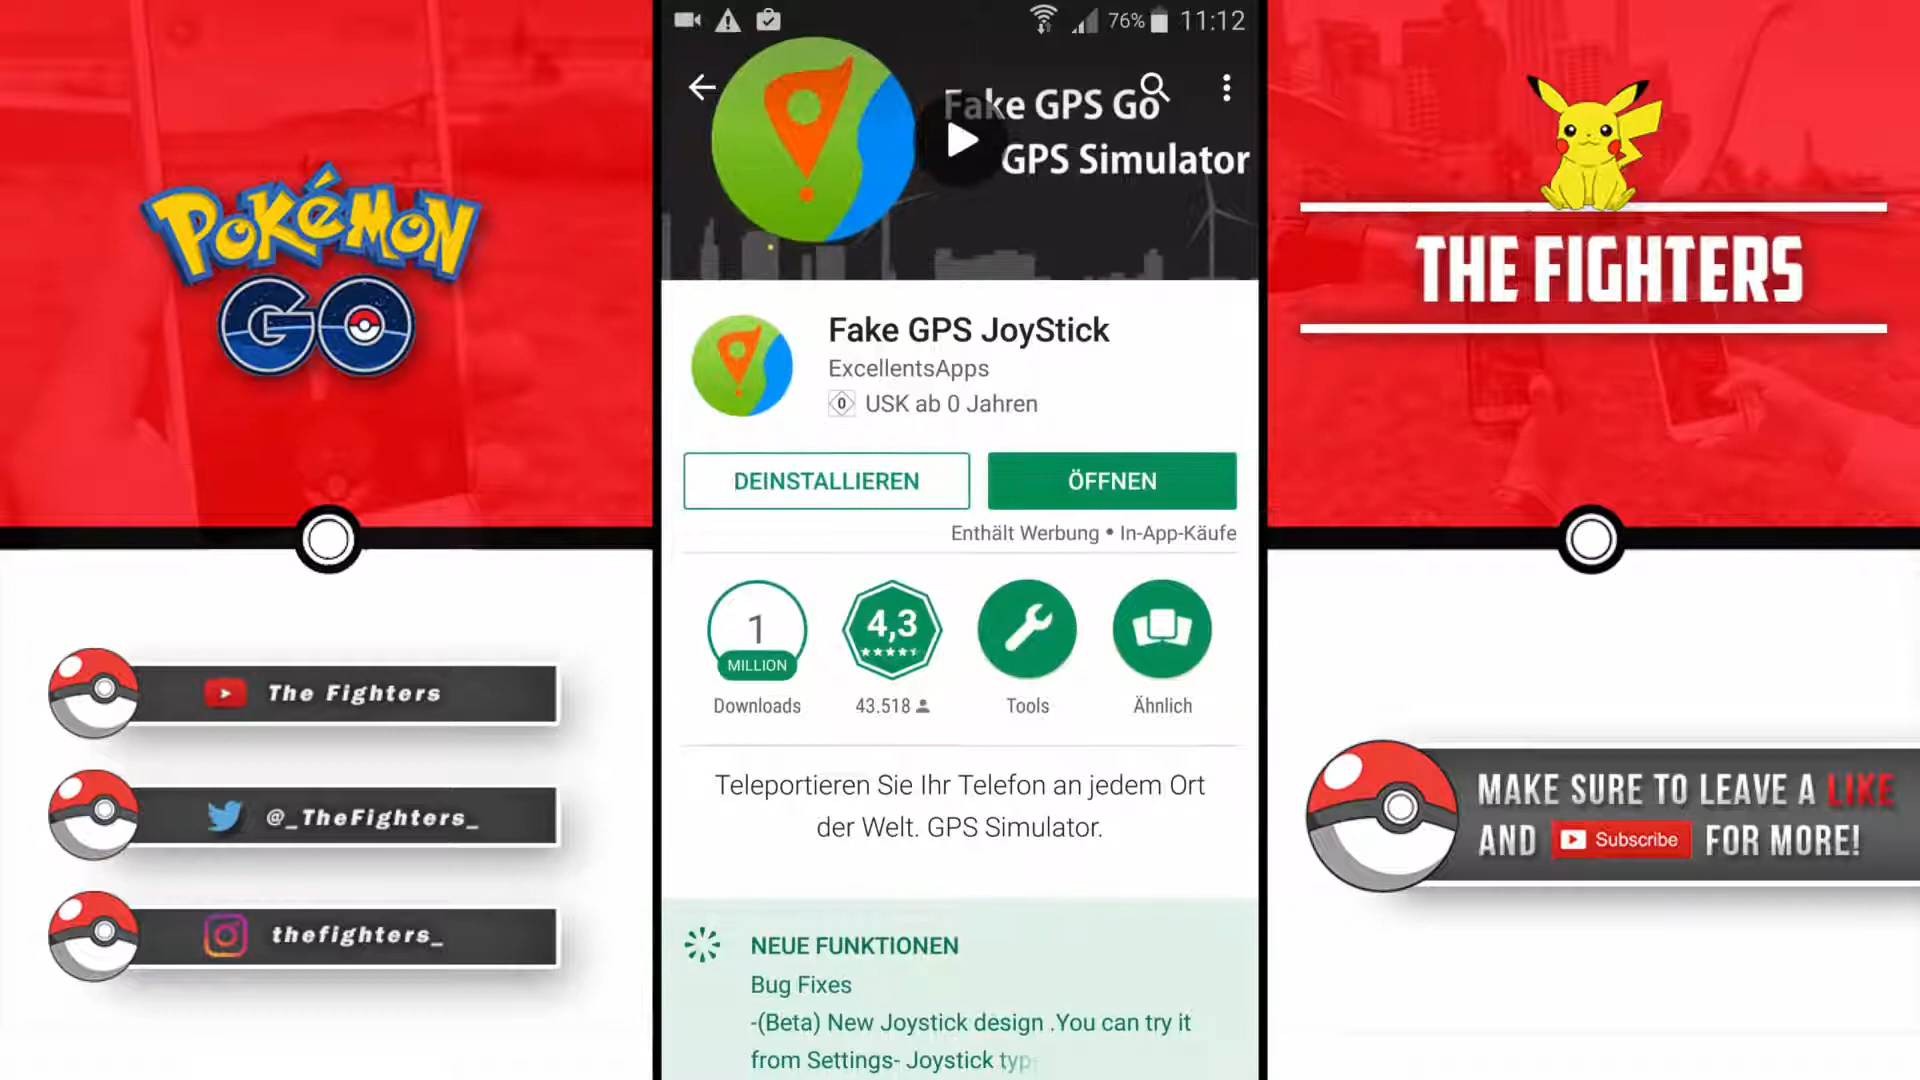 POKÉMON
GO
The Fighters
@_TheFighters_
thefighters_
76% 11:12
Fake GPS Go
GPS Simulator
Fake GPS JoyStick
ExcellentsApps
0 USK ab 0 Jahren
DEINSTALLIEREN ÖFFNEN
Enthält Werbung • In-App-Käufe
1
MILLION
4,3
Downloads 43.518 Tools Ähnlich
Teleportieren Sie Ihr Telefon an jedem Ort
der Welt. GPS Simulator.
NEUE FUNKTIONEN
Bug Fixes
-(Beta) New Joystick design .You can try it
from Settings- Joystick typ
THE FIGHTERS
MAKE SURE TO LEAVE A LIKE
AND Subscribe FOR MORE!